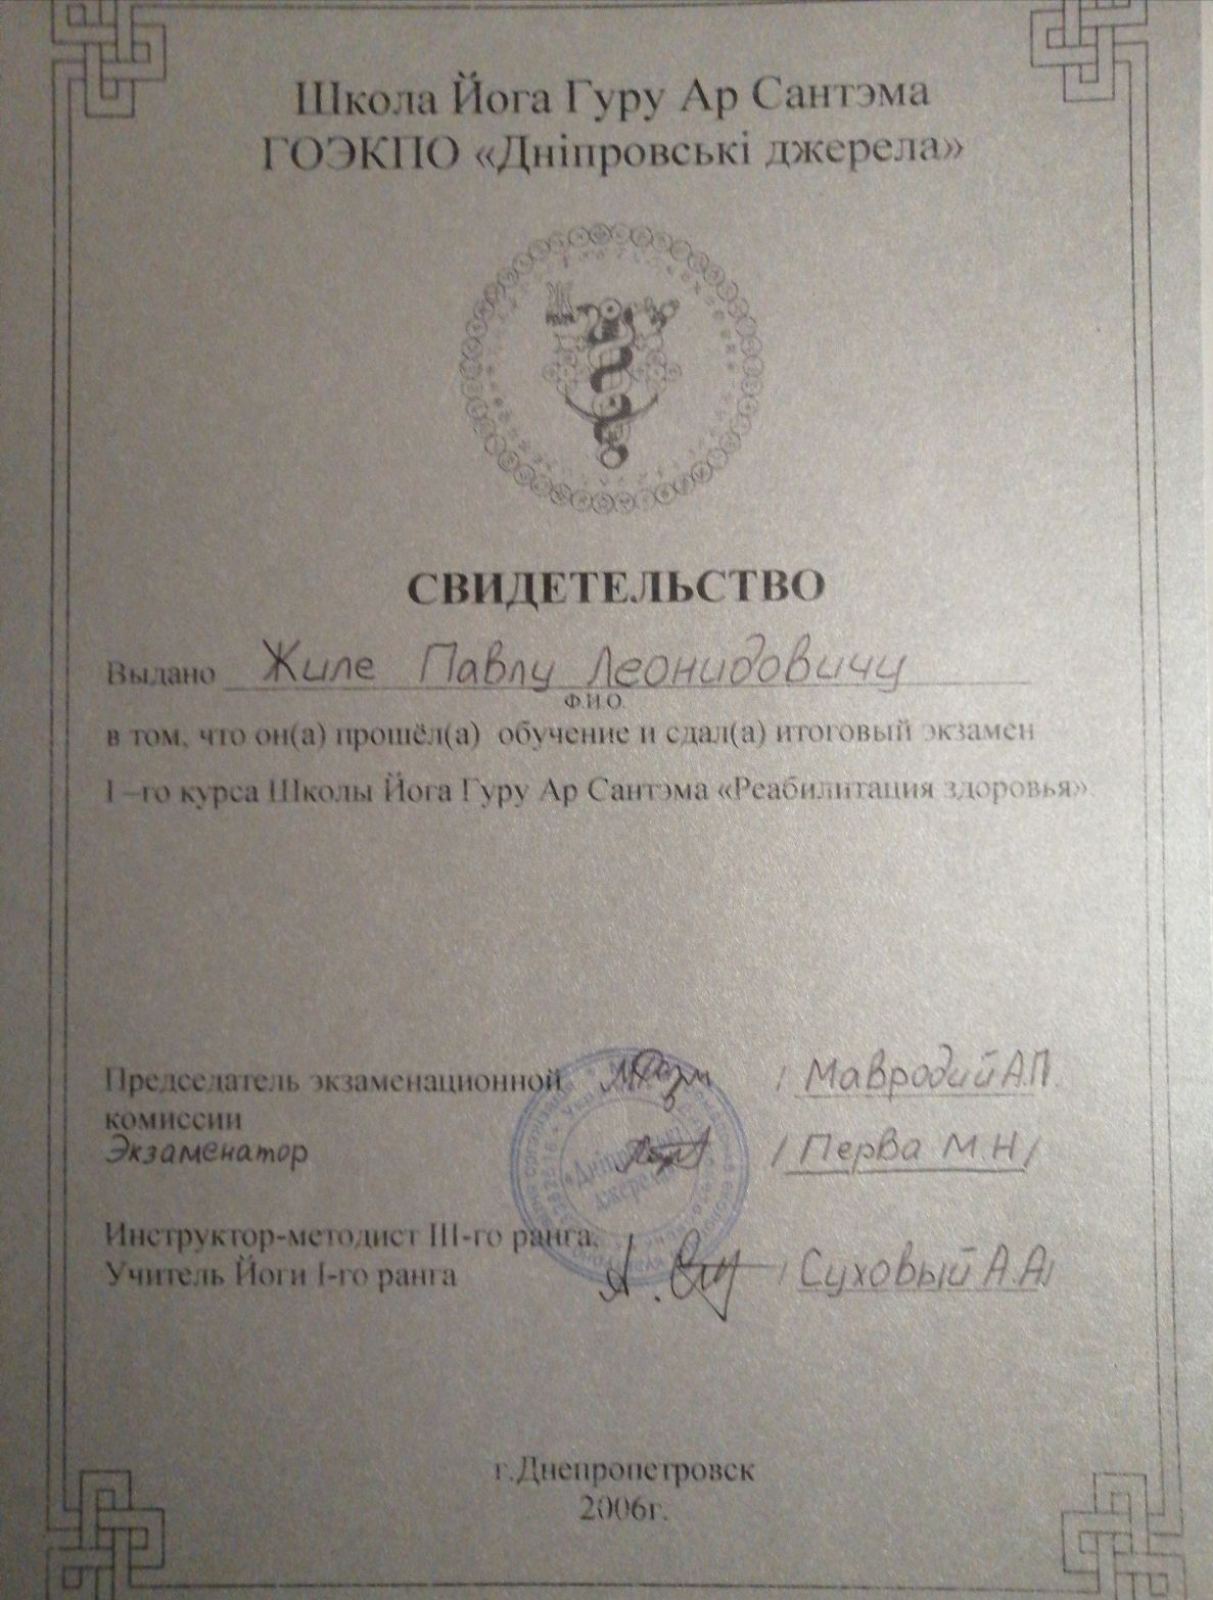 Школа Йога Гуру Ар Сантэма
ГОЭКПО «Дніпровські джерела»
СВИДЕТЕЛЬСТВО
Выдано Жиле Павлу Леонидовичу
Ф.И.О.
в том, что он(а) прошёл(а) обучение и сдал(а) итоговый экзамен
I –го курса Школы Йога Гуру Ар Сантэма «Реабилитация здоровья».
Председатель экзаменационной / Мавродий А.П.
комиссии
Экзаменатор / Перва М.Н/
«Дніпровські
джерела»
Инструктор-методист III-го ранга.
Учитель Йоги I-го ранга / Суховый А.А/
г.Днепропетровск
2006г.